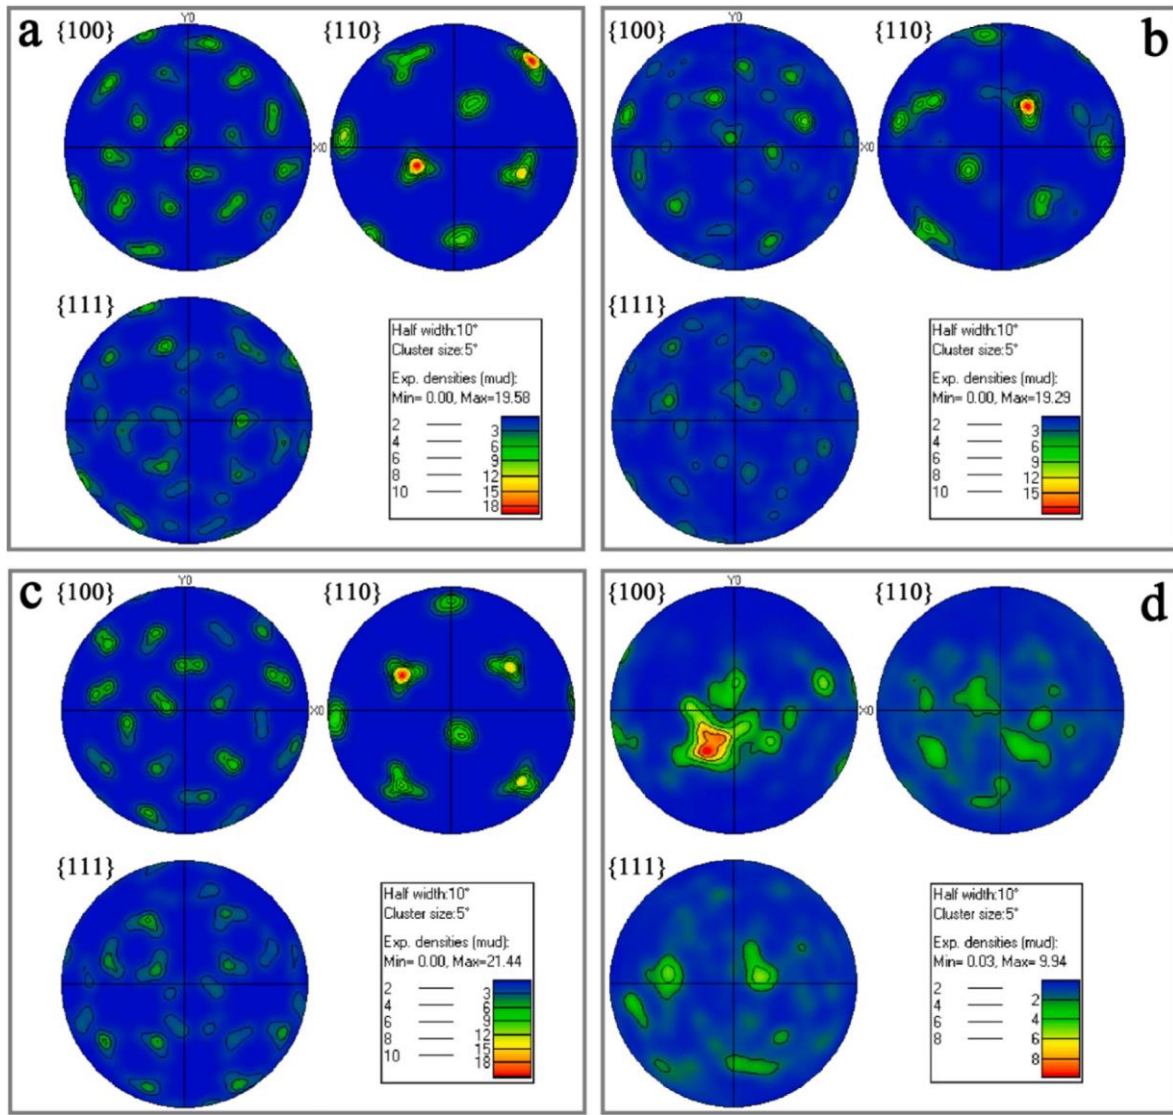 a
Y0
{100}
{110}
X0
{111}
Half width:10°
Cluster size:5°
Exp. densities (mud):
Min= 0.00, Max=19.58
2
4
6
8
10
3
6
9
12
15
18
b
{100}
{110}
{111}
Half width:10°
Cluster size:5°
Exp. densities (mud):
Min= 0.00, Max=19.29
2
4
6
8
10
3
6
9
12
15
X0
c
Y0
{100}
{110}
X0
{111}
Half width:10°
Cluster size:5°
Exp. densities (mud):
Min= 0.00, Max=21.44
2
4
6
8
10
3
6
9
12
15
18
d
Y0
{100}
{110}
X0
{111}
Half width:10°
Cluster size:5°
Exp. densities (mud):
Min= 0.03, Max= 9.94
2
4
6
8
2
4
6
8